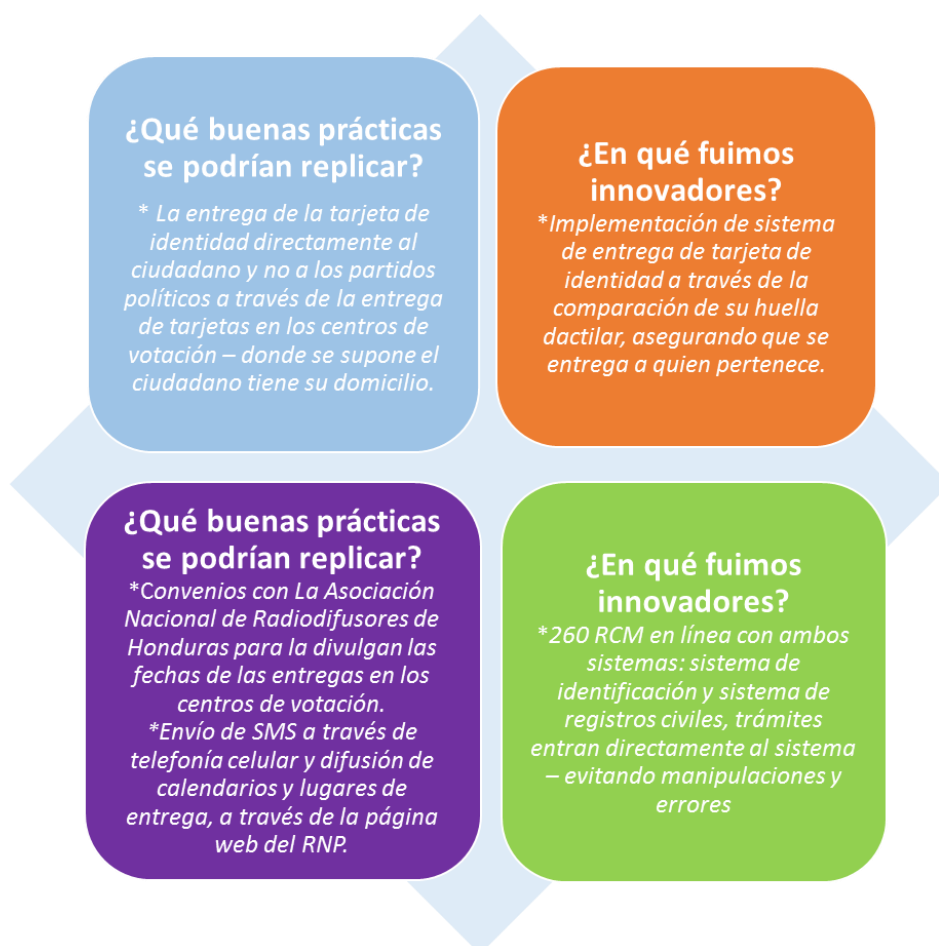 ¿Qué buenas prácticas
se podrían replicar?
* La entrega de la tarjeta de
identidad directamente al
ciudadano y no a los partidos
políticos a través de la entrega
de tarjetas en los centros de
votación – donde se supone el
ciudadano tiene su domicilio.
¿En qué fuimos
innovadores?
*Implementación de sistema
de entrega de tarjeta de
identidad a través de la
comparación de su huella
dactilar, asegurando que se
entrega a quien pertenece.
¿Qué buenas prácticas
se podrían replicar?
*Convenios con La Asociación
Nacional de Radiodifusores de
Honduras para la divulgan las
fechas de las entregas en los
centros de votación.
*Envío de SMS a través de
telefonía celular y difusión de
calendarios y lugares de
entrega, a través de la página
web del RNP.
¿En qué fuimos
innovadores?
*260 RCM en línea con ambos
sistemas: sistema de
identificación y sistema de
registros civiles, trámites
entran directamente al sistema
– evitando manipulaciones y
errores